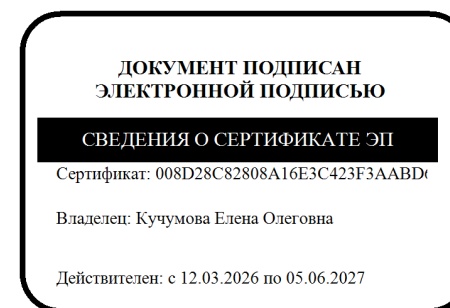 ДОКУМЕНТ ПОДПИСАН
ЭЛЕКТРОННОЙ ПОДПИСЬЮ
СВЕДЕНИЯ О СЕРТИФИКАТЕ ЭП
Сертификат: 008D28C82808A16E3C423F3AABD
Владелец: Кучумова Елена Олеговна
Действителен: с 12.03.2026 по 05.06.2027